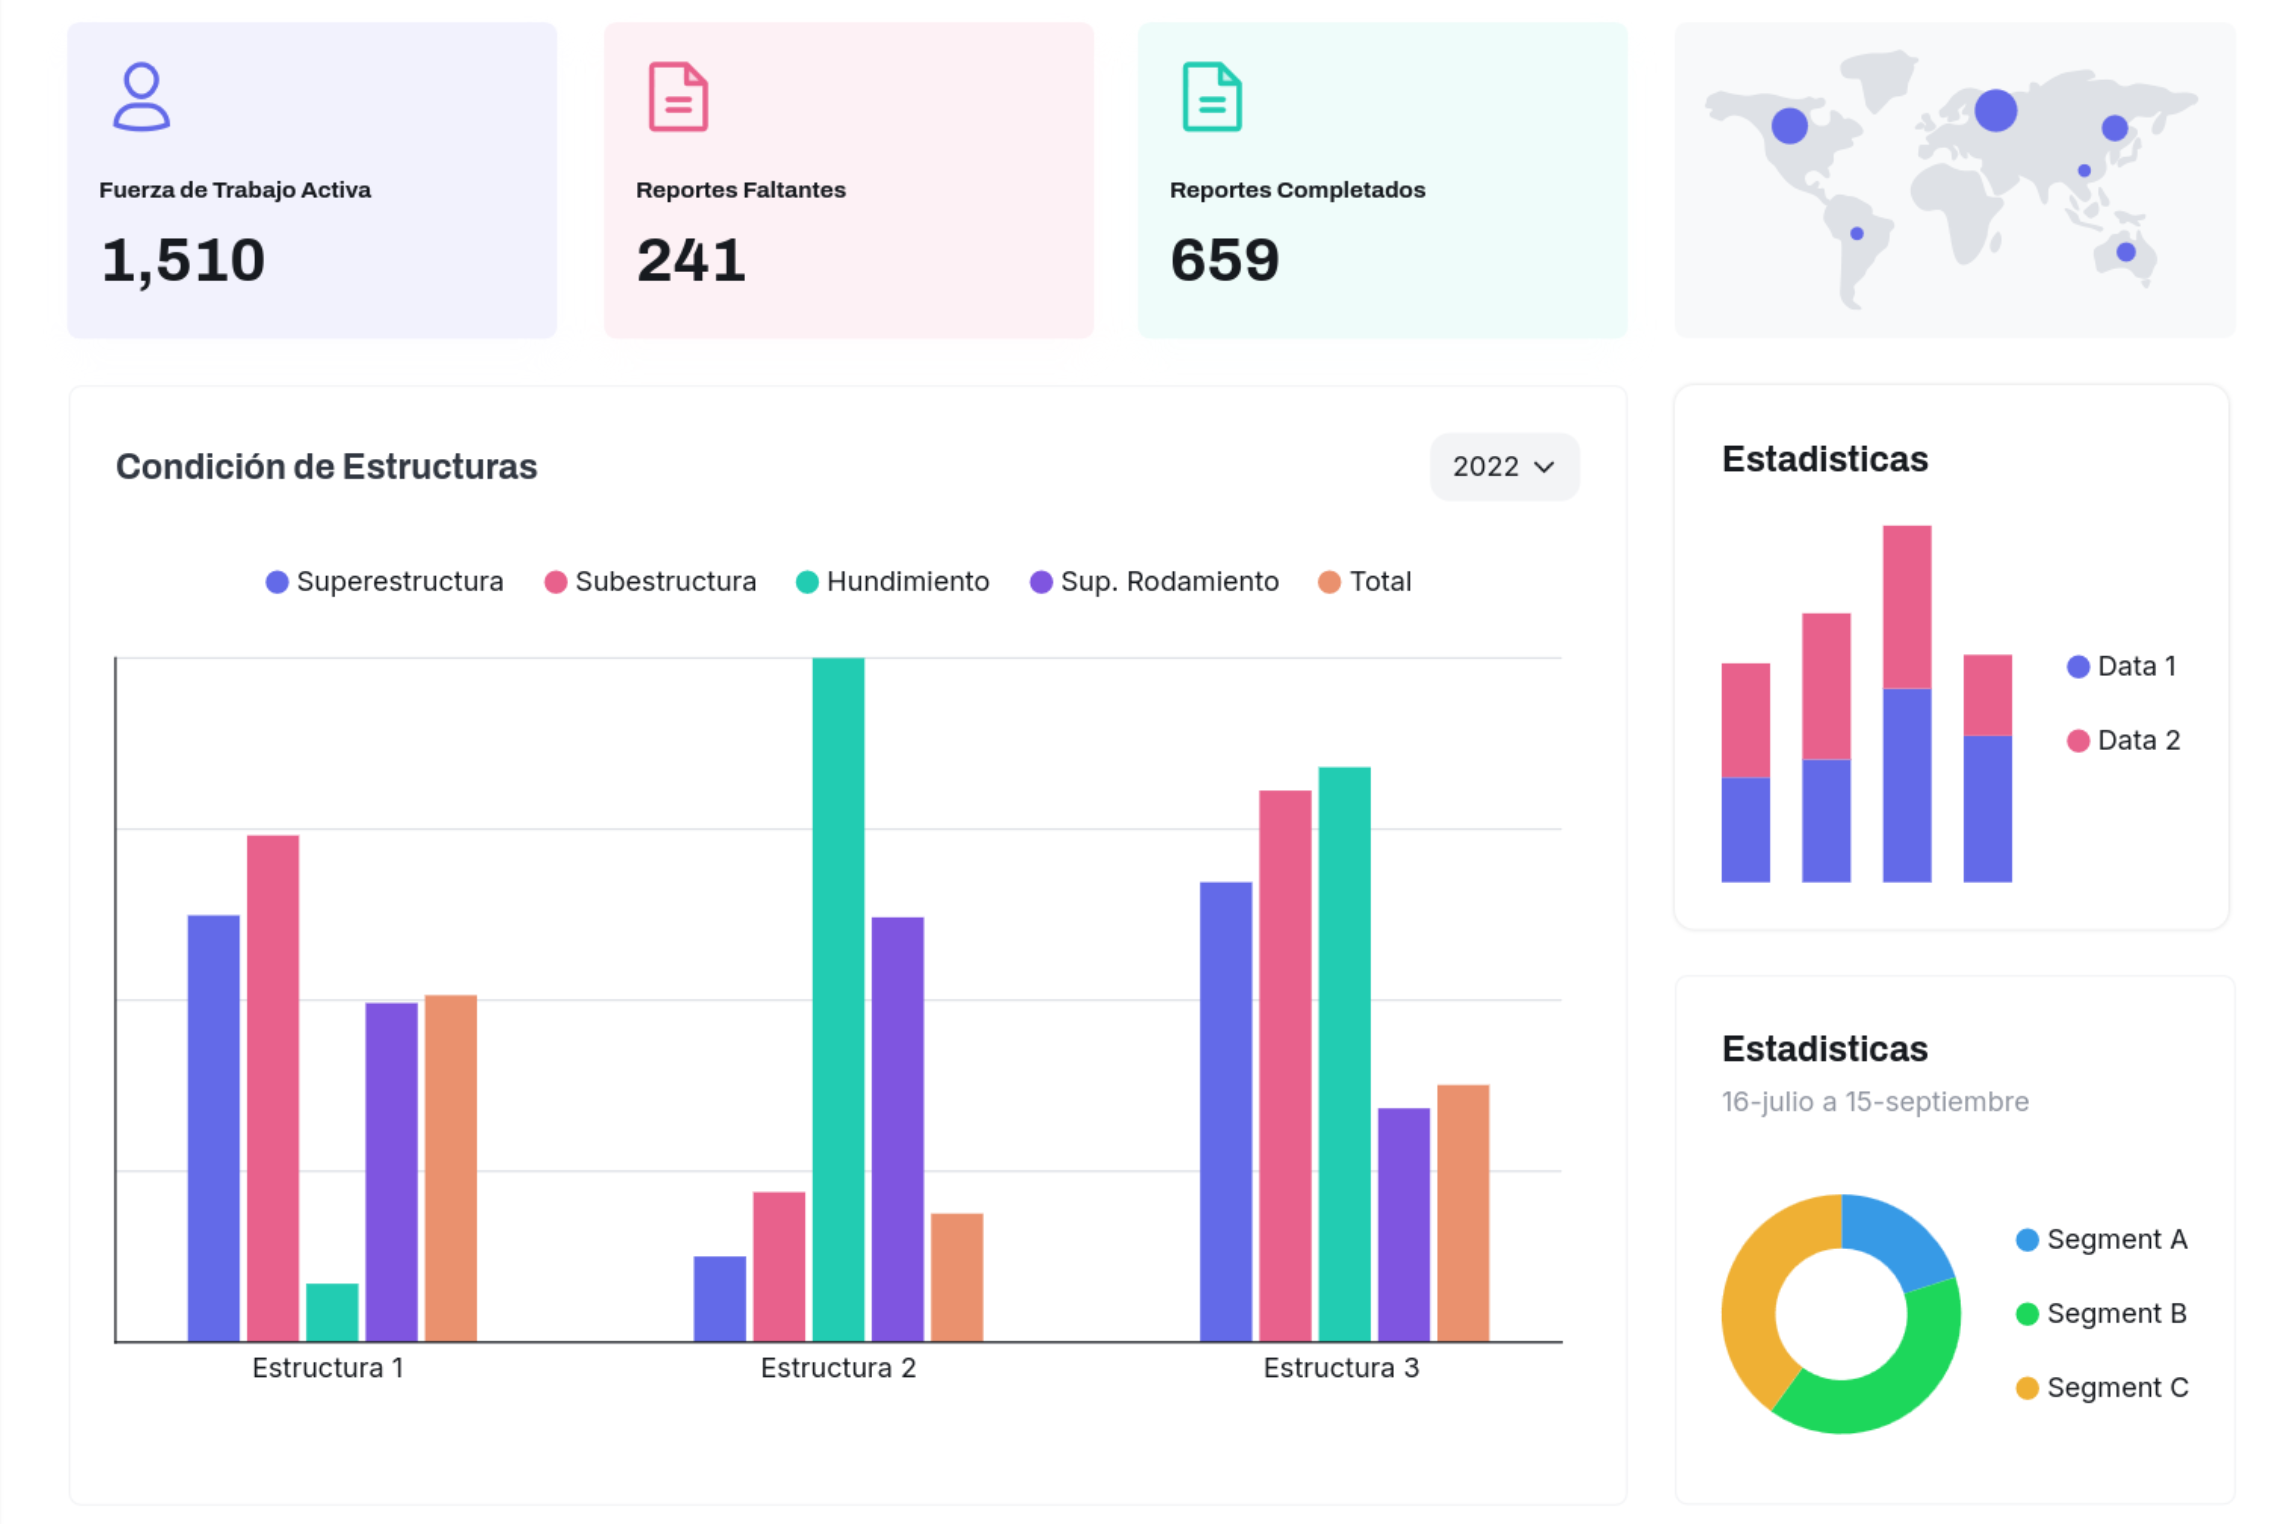 Fuerza de Trabajo Activa
1,510
Reportes Faltantes
241
Reportes Completados
659
Condición de Estructuras
2022
Superestructura
Subestructura
Hundimiento
Sup. Rodamiento
Total
Estructura 1
Estructura 2
Estructura 3
Estadisticas
Data 1
Data 2
Estadisticas
16-julio a 15-septiembre
Segment A
Segment B
Segment C